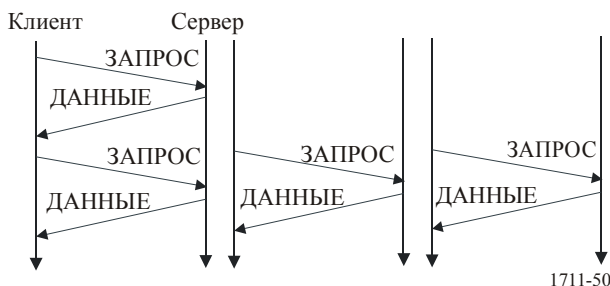 Клиент Сервер
ЗАПРОС
ДАННЫЕ
ЗАПРОС ЗАПРОС ЗАПРОС
ДАННЫЕ ДАННЫЕ ДАННЫЕ
1711-50